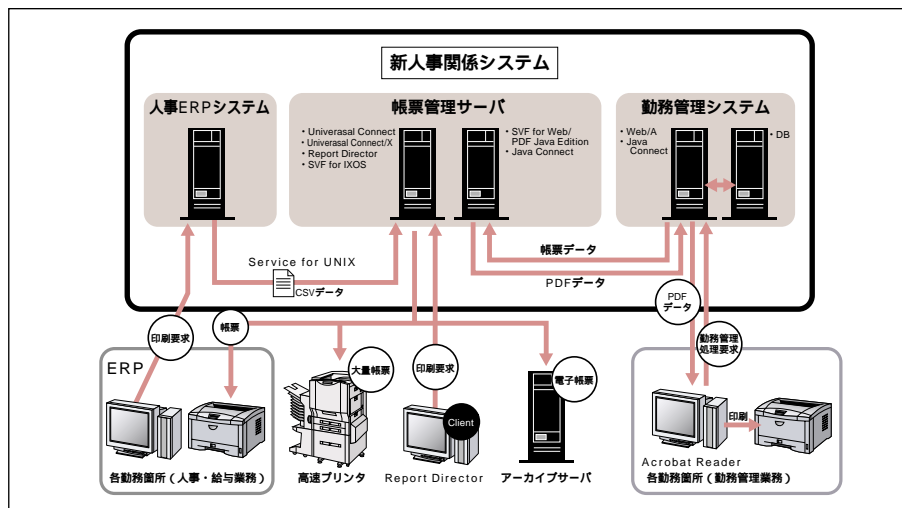 新人事関係システム
人事ERPシステム
帳票管理サーバ
・Univerasal Connect
・Univerasal Connect/X
・Report Director
・SVF for IXOS
・SVF for Web/
PDF Java Edition
・Java Connect
勤務管理システム
・Web/A
・Java
Connect
・DB
Service for UNIX
CSVデータ
帳票データ
PDFデータ
PDF
データ
勤務管理
処理要求
印刷要求
帳票
大量帳票
印刷要求
電子帳票
ERP
Client
印刷
各勤務箇所（人事・給与業務）
高速プリンタ
Report Director
アーカイブサーバ
Acrobat Reader
各勤務箇所（勤務管理業務）